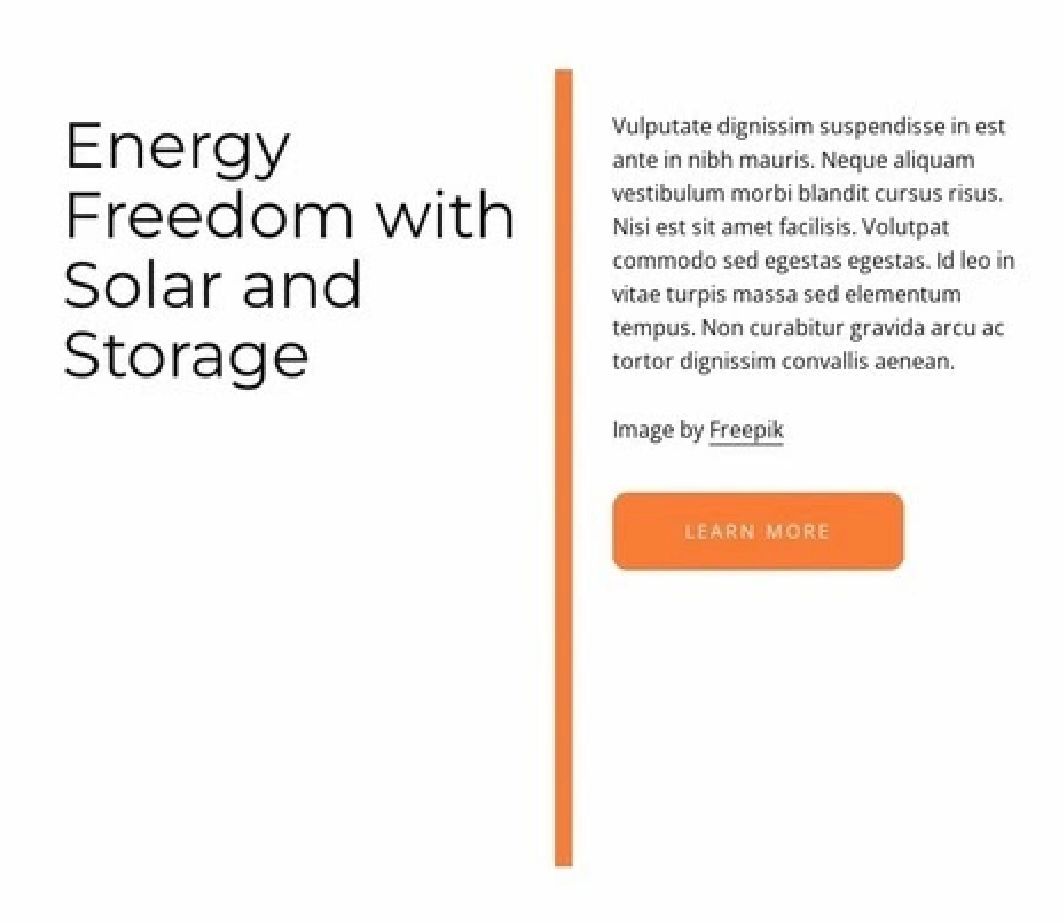 Energy
Freedom with
Solar and
Storage
Vulputate dignissim suspendisse in est
ante in nibh mauris. Neque aliquam
vestibulum morbi blandit cursus risus.
Nisi est sit amet facilisis. Volutpat
commodo sed egestas egestas. Id leo in
vitae turpis massa sed elementum
tempus. Non curabitur gravida arcu ac
tortor dignissim convallis aenean.
Image by Freepik
LEARN MORE